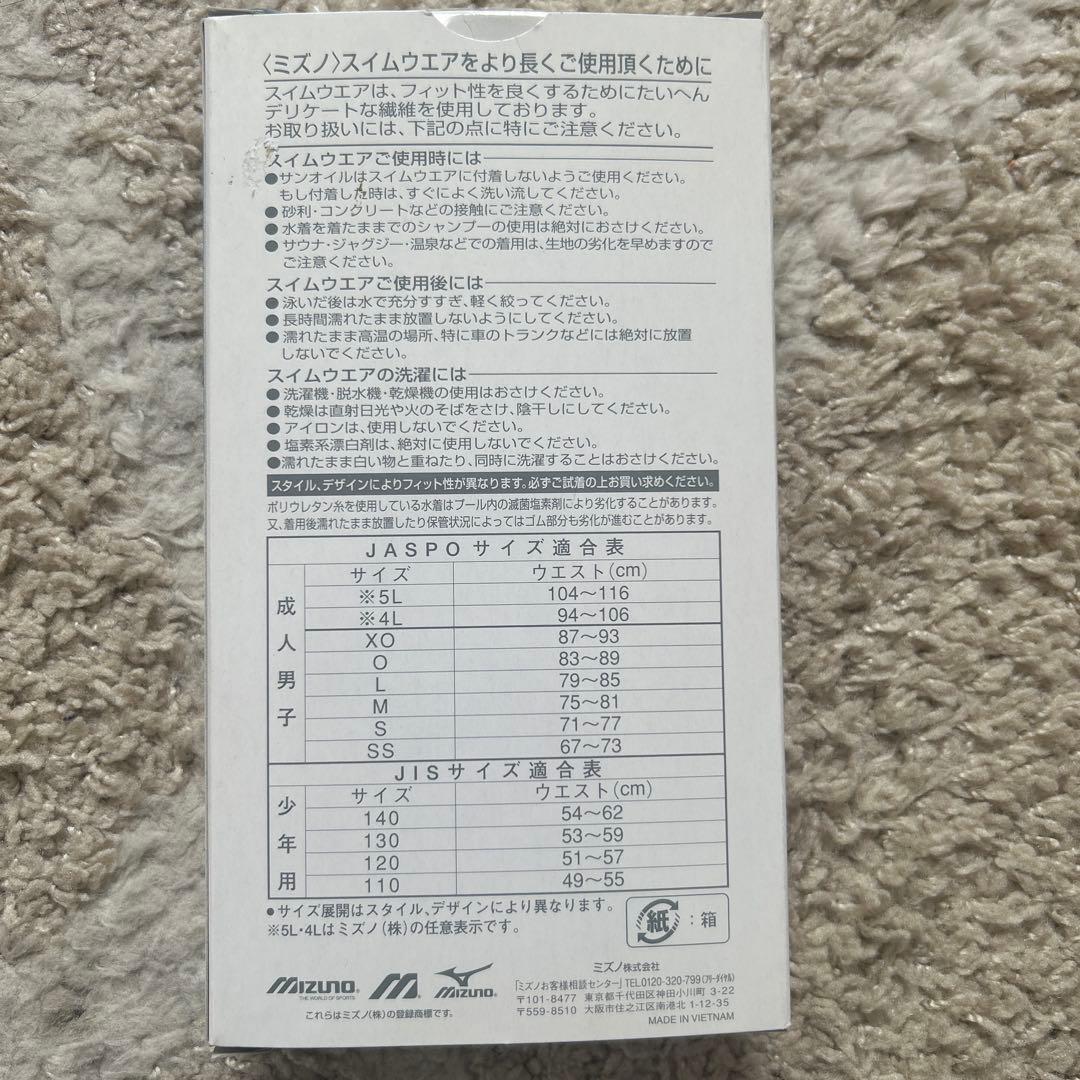 〈ミズノ〉スイムウエアをより長くご使用頂くために
スイムウエアは、フィット性を良くするためにたいへん
デリケートな繊維を使用しております。
お取り扱いには、下記の点に特にご注意ください。
スイムウエアご使用時には
●サンオイルはスイムウエアに付着しないようご使用ください。
もし付着した時は、すぐによく洗い流してください。
●砂利・コンクリートなどの接触にご注意ください。
●水着を着たままでのシャンプーの使用は絶対におさけください。
●サウナ・ジャグジー・温泉などでの着用は、生地の劣化を早めますので
ご注意ください。
スイムウエアご使用後には
●泳いだ後は水で充分すすぎ、軽く絞ってください。
●長時間濡れたまま放置しないようにしてください。
●濡れたまま高温の場所、特に車のトランクなどには絶対に放置
しないでください。
スイムウエアの洗濯には
●洗濯機・脱水機・乾燥機の使用はおさけください。
●乾燥は直射日光や火のそばをさけ、陰干しにしてください。
●アイロンは、使用しないでください。
●塩素系漂白剤は、絶対に使用しないでください。
●濡れたまま白い物と重ねたり、同時に洗濯することはおさけください。
スタイル、デザインによりフィット性が異なります。必ずご試着の上お買い求めください。
ポリウレタン糸を使用している水着はプール内の滅菌塩素剤により劣化することがあります。
又、着用後濡れたまま放置したり保管状況によってはゴム部分も劣化が進むことがあります。
JASPOサイズ適合表
成人男子
サイズ ウエスト(cm)
※5L 104～116
※4L 94～106
XO 87～93
O 83～89
L 79～85
M 75～81
S 71～77
SS 67～73
JISサイズ適合表
少年用
サイズ ウエスト(cm)
140 54～62
130 53～59
120 51～57
110 49～55
●サイズ展開はスタイル、デザインにより異なります。
※5L・4Lはミズノ(株)の任意表示です。
紙:箱
MIZUNO
THE WORLD OF SPORTS
M
MIZUNO
これらはミズノ(株)の登録商標です。
ミズノ株式会社
「ミズノお客様相談センター」TEL0120-320-799(フリーダイヤル)
〒101-8477 東京都千代田区神田小川町 3-22
〒559-8510 大阪市住之江区南港北 1-12-35
MADE IN VIETNAM